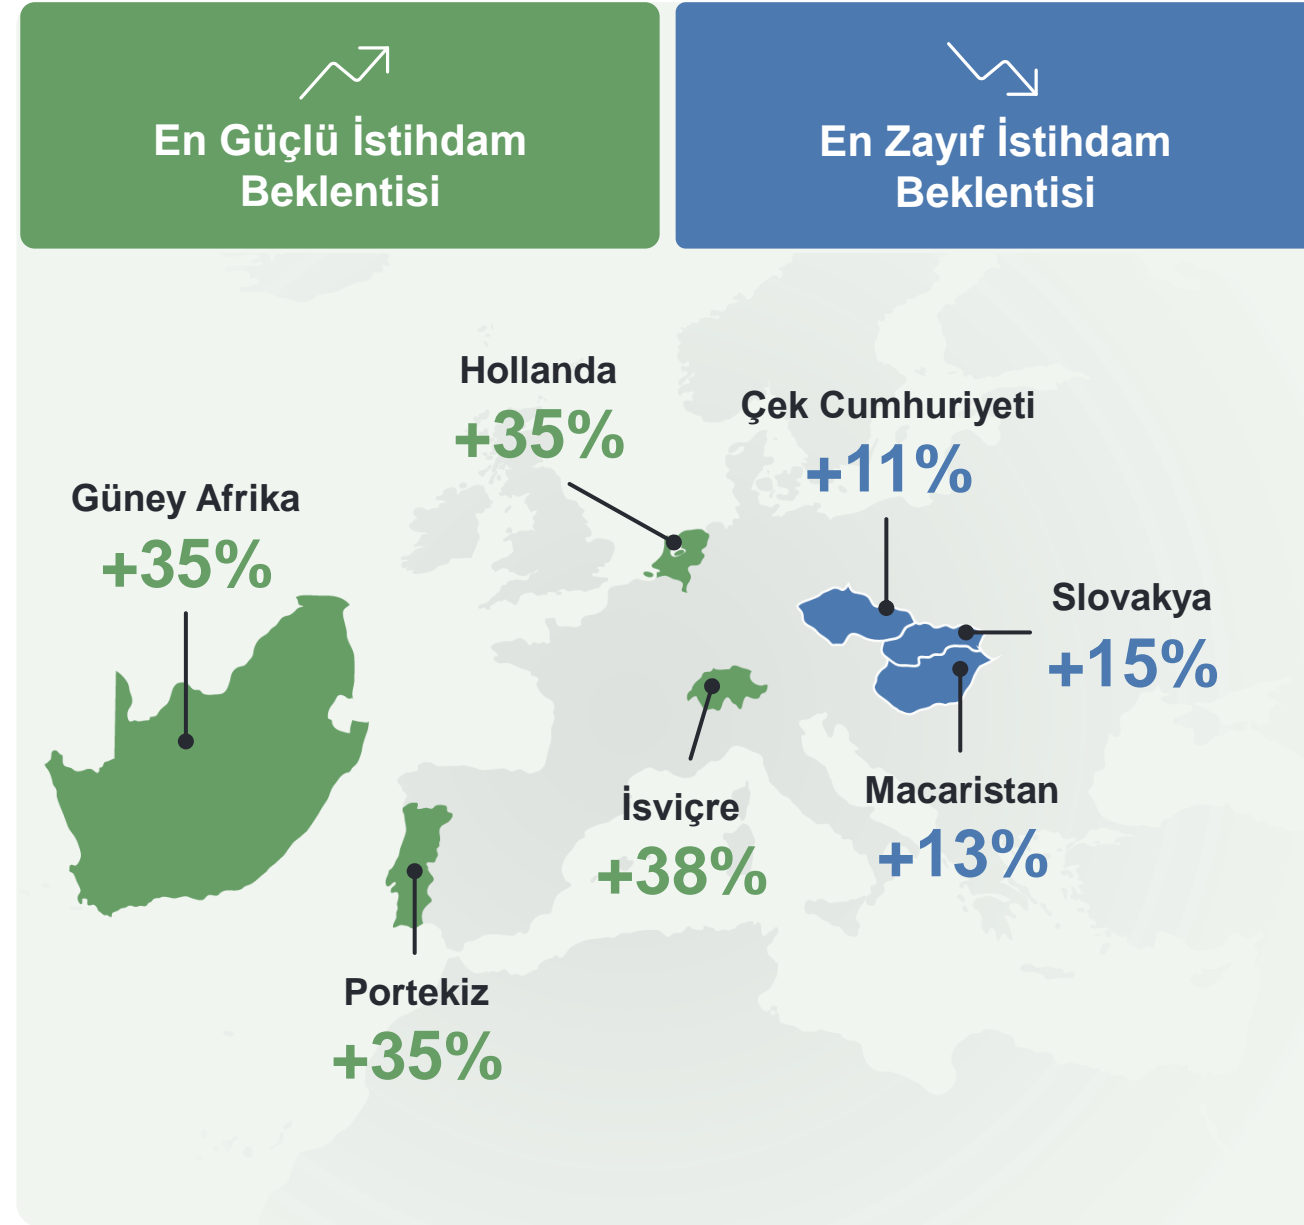 En Güçlü İstihdam
Beklentisi
En Zayıf İstihdam
Beklentisi
Hollanda
+35%
Çek Cumhuriyeti
+11%
Güney Afrika
+35%
Slovakya
+15%
İsviçre
+38%
Macaristan
+13%
Portekiz
+35%